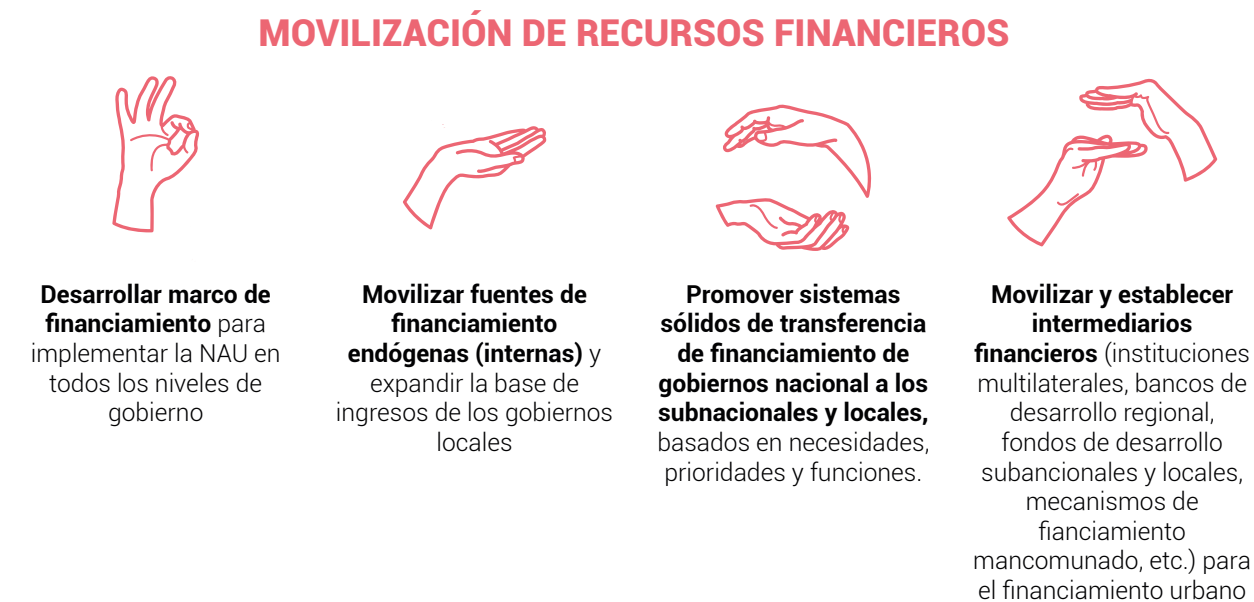 MOVILIZACIÓN DE RECURSOS FINANCIEROS
Desarrollar marco de
financiamiento para
implementar la NAU en
todos los niveles de
gobierno
Movilizar fuentes de
financiamiento
endógenas (internas) y
expandir la base de
ingresos de los gobiernos
locales
Promover sistemas
sólidos de transferencia
de financiamiento de
gobiernos nacional a los
subnacionales y locales,
basados en necesidades,
prioridades y funciones.
Movilizar y establecer
intermediarios
financieros (instituciones
multilaterales, bancos de
desarrollo regional,
fondos de desarrollo
subancionales y locales,
mecanismos de
fianciamiento
mancomunado, etc.) para
el financiamiento urbano